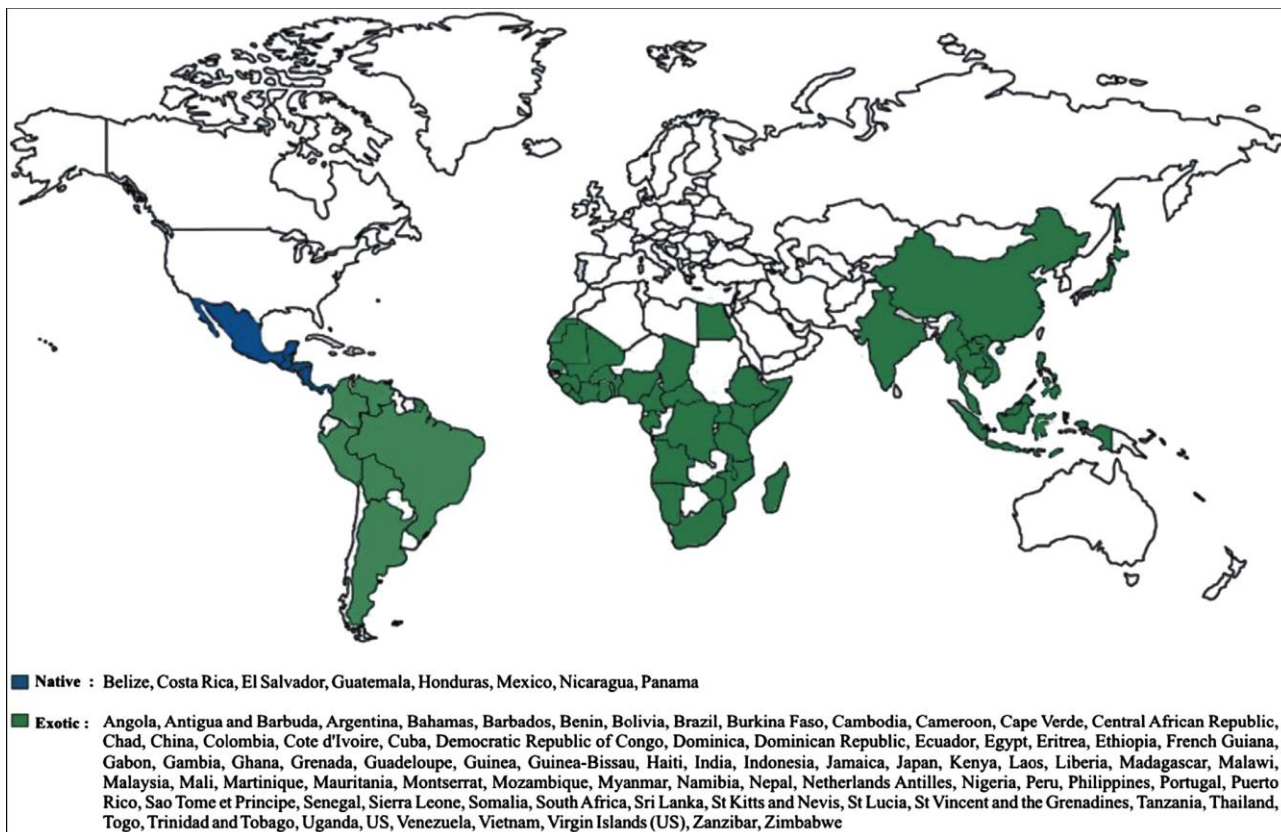 Native : Belize, Costa Rica, El Salvador, Guatemala, Honduras, Mexico, Nicaragua, Panama
Exotic : Angola, Antigua and Barbuda, Argentina, Bahamas, Barbados, Benin, Bolivia, Brazil, Burkina Faso, Cambodia, Cameroon, Cape Verde, Central African Republic,
Chad, China, Colombia, Cote d'Ivoire, Cuba, Democratic Republic of Congo, Dominica, Dominican Republic, Ecuador, Egypt, Eritrea, Ethiopia, French Guiana,
Gabon, Gambia, Ghana, Grenada, Guadeloupe, Guinea, Guinea-Bissau, Haiti, India, Indonesia, Jamaica, Japan, Kenya, Laos, Liberia, Madagascar, Malawi,
Malaysia, Mali, Martinique, Mauritania, Montserrat, Mozambique, Myanmar, Namibia, Nepal, Netherlands Antilles, Nigeria, Peru, Philippines, Portugal, Puerto
Rico, Sao Tome et Principe, Senegal, Sierra Leone, Somalia, South Africa, Sri Lanka, St Kitts and Nevis, St Lucia, St Vincent and the Grenadines, Tanzania, Thailand,
Togo, Trinidad and Tobago, Uganda, US, Venezuela, Vietnam, Virgin Islands (US), Zanzibar, Zimbabwe